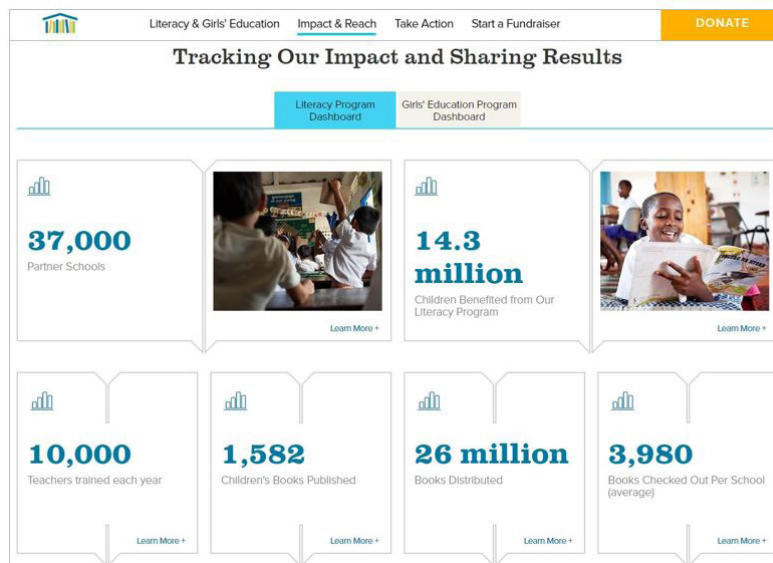 Literacy & Girls' Education Impact & Reach Take Action Start a Fundraiser DONATE
Tracking Our Impact and Sharing Results
Literacy Program
Dashboard
Girls' Education Program
Dashboard
37,000
Partner Schools
Learn More +
14.3
million
Children Benefited from Our
Literacy Program
Learn More +
10,000
Teachers trained each year
Learn More +
1,582
Children's Books Published
Learn More +
26 million
Books Distributed
Learn More +
3,980
Books Checked Out Per School
(average)
Learn More +